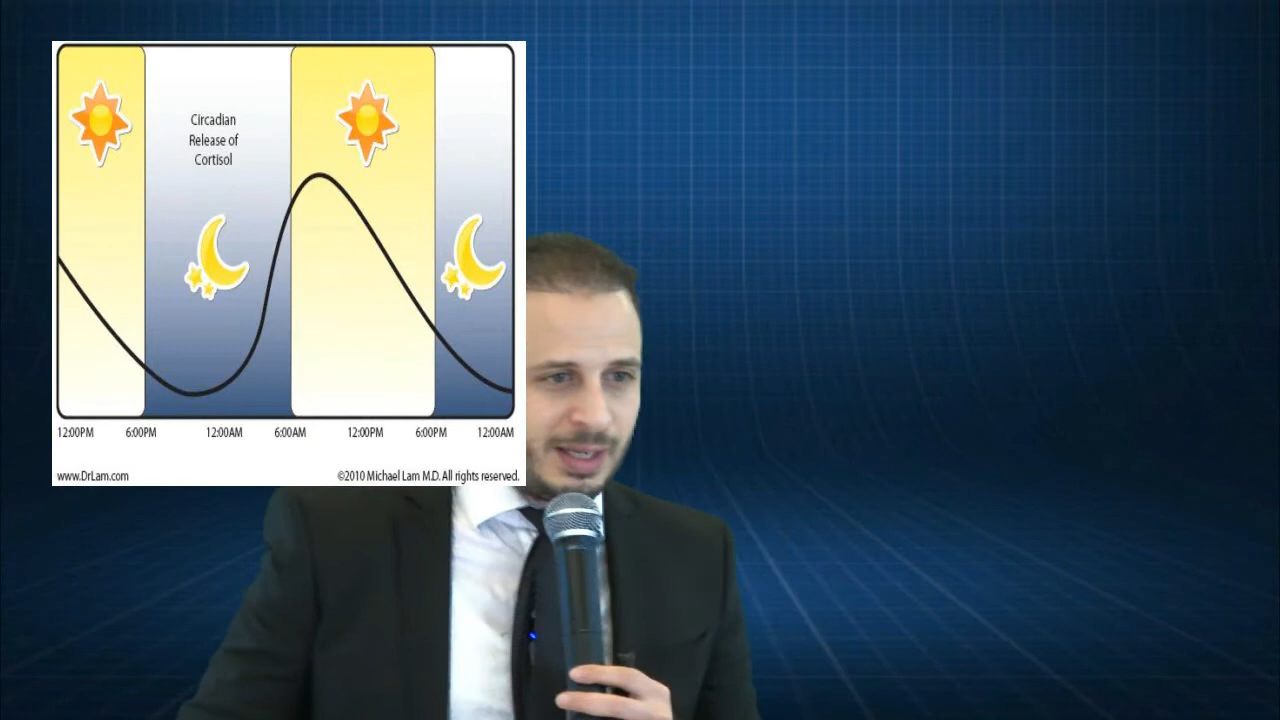 Circadian
Release of
Cortisol
12:00PM 6:00PM 12:00AM 6:00AM 12:00PM 6:00PM 12:00AM
www.DrLam.com ©2010 Michael Lam M.D. All rights reserved.